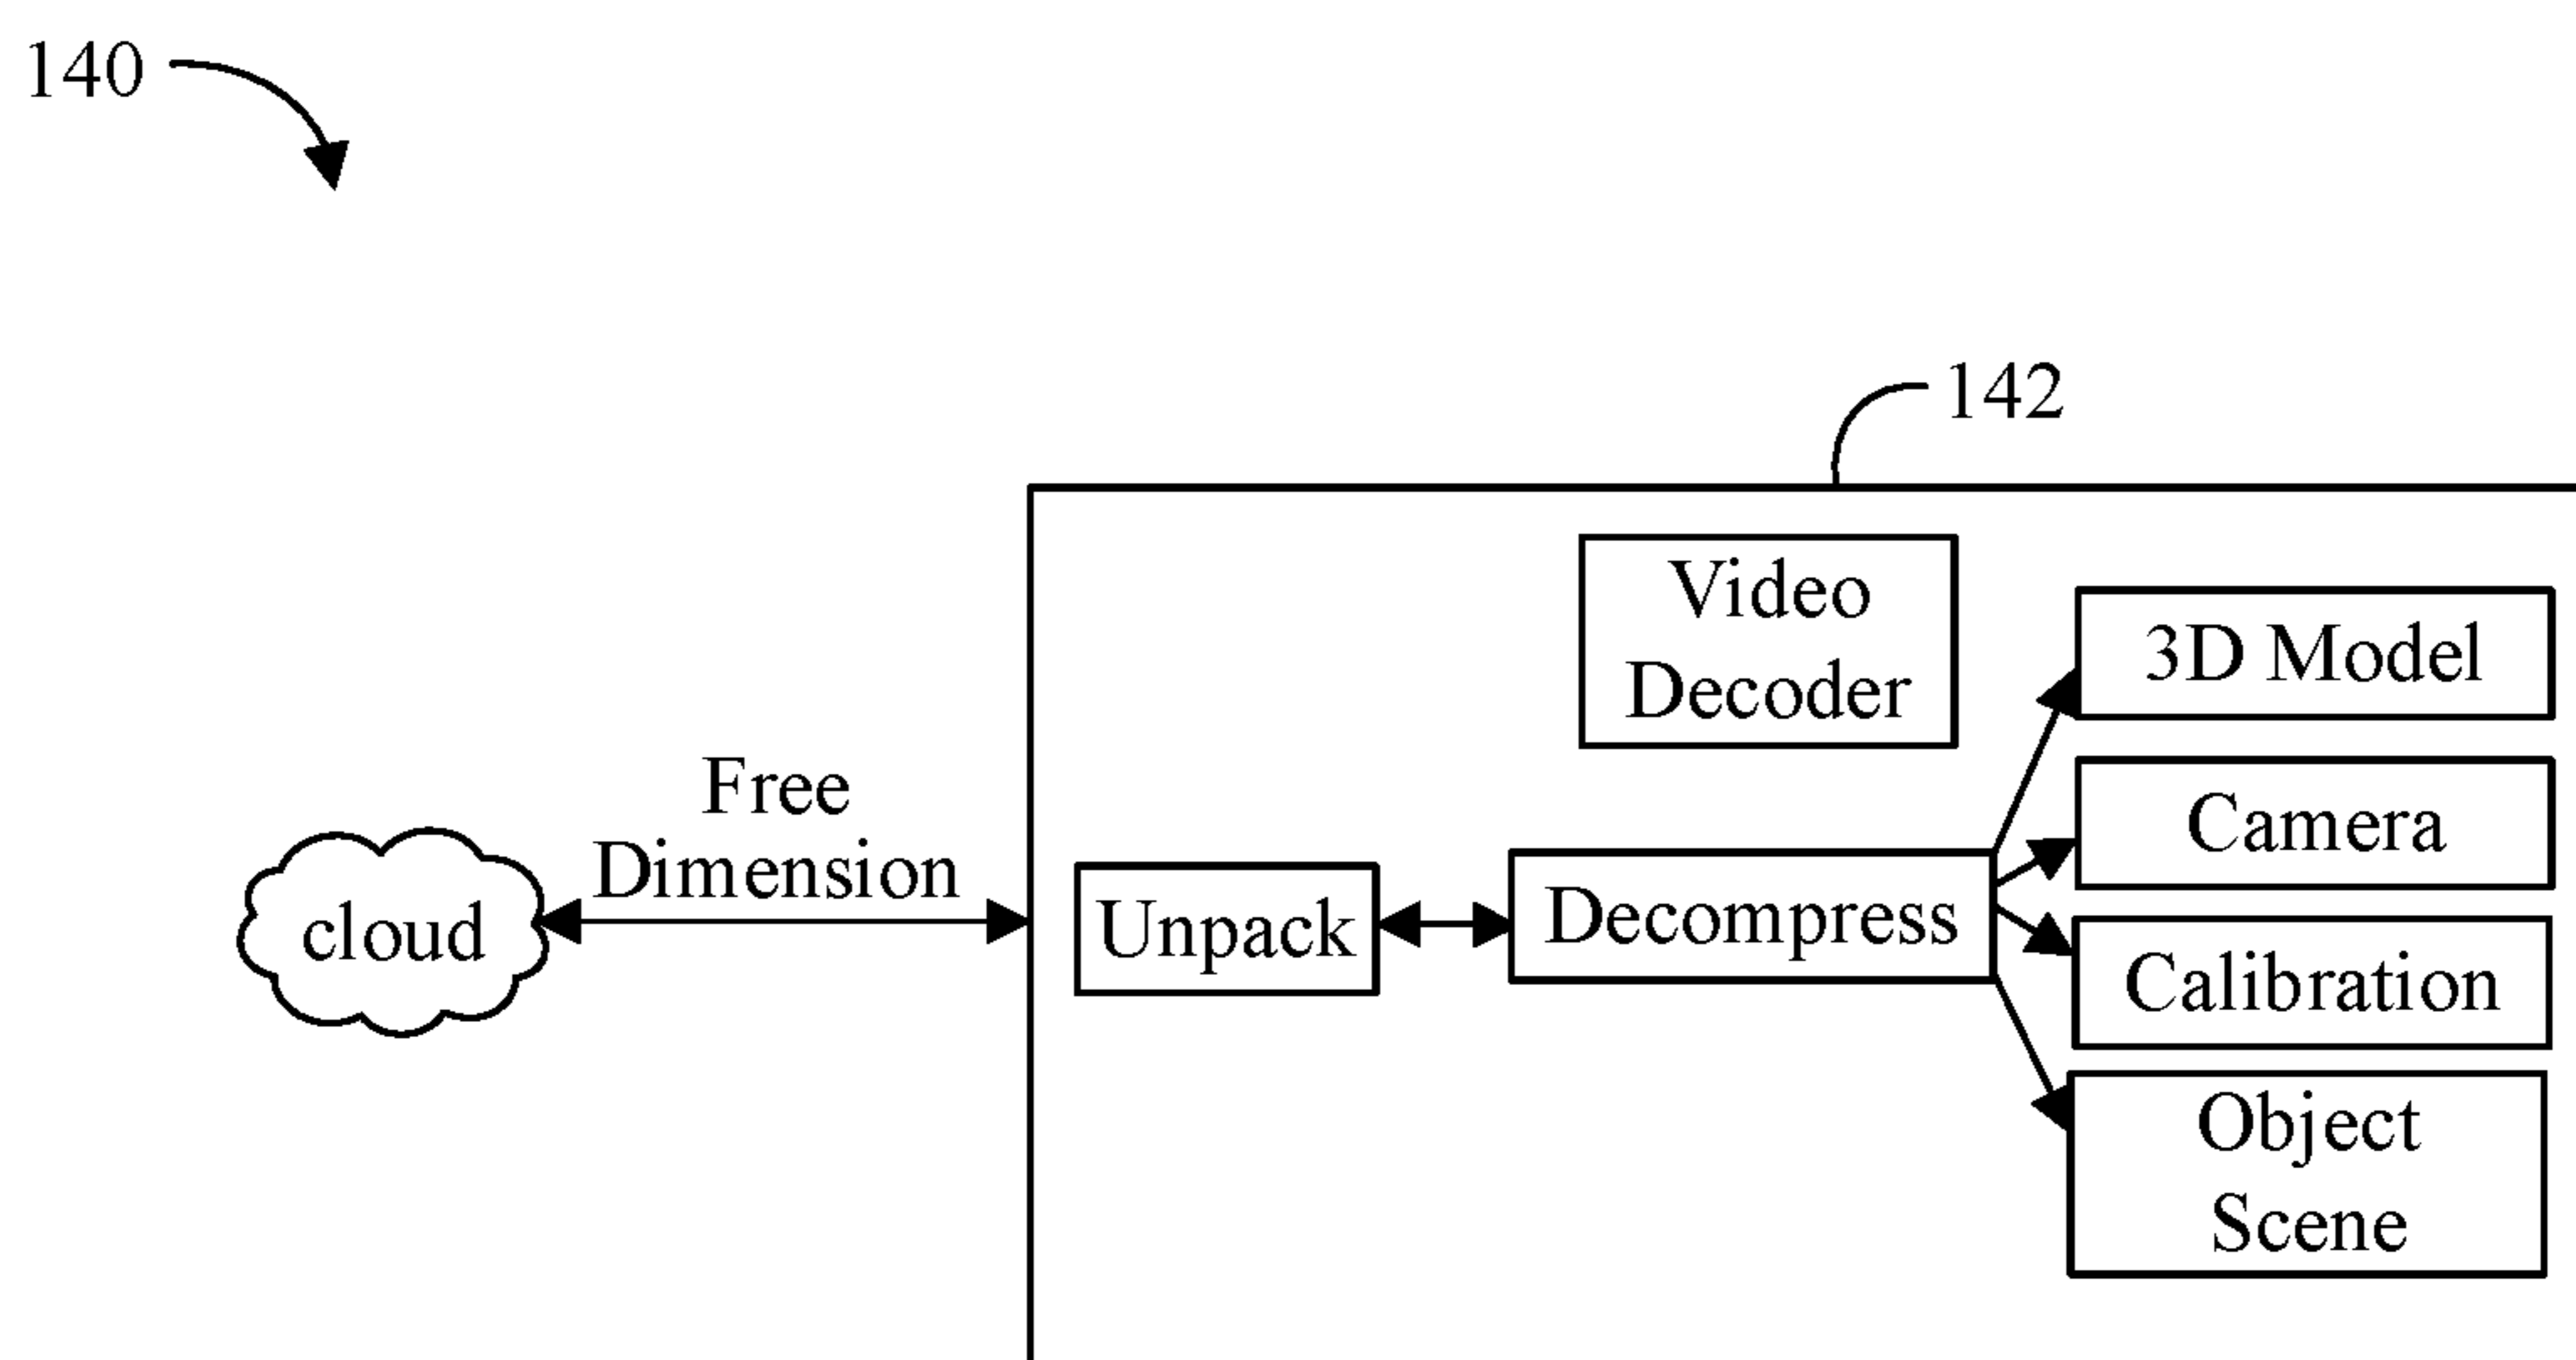 140
142
Video
Decoder
3D Model
Free
Dimension
Camera
cloud
Unpack
Decompress
Calibration
Object
Scene